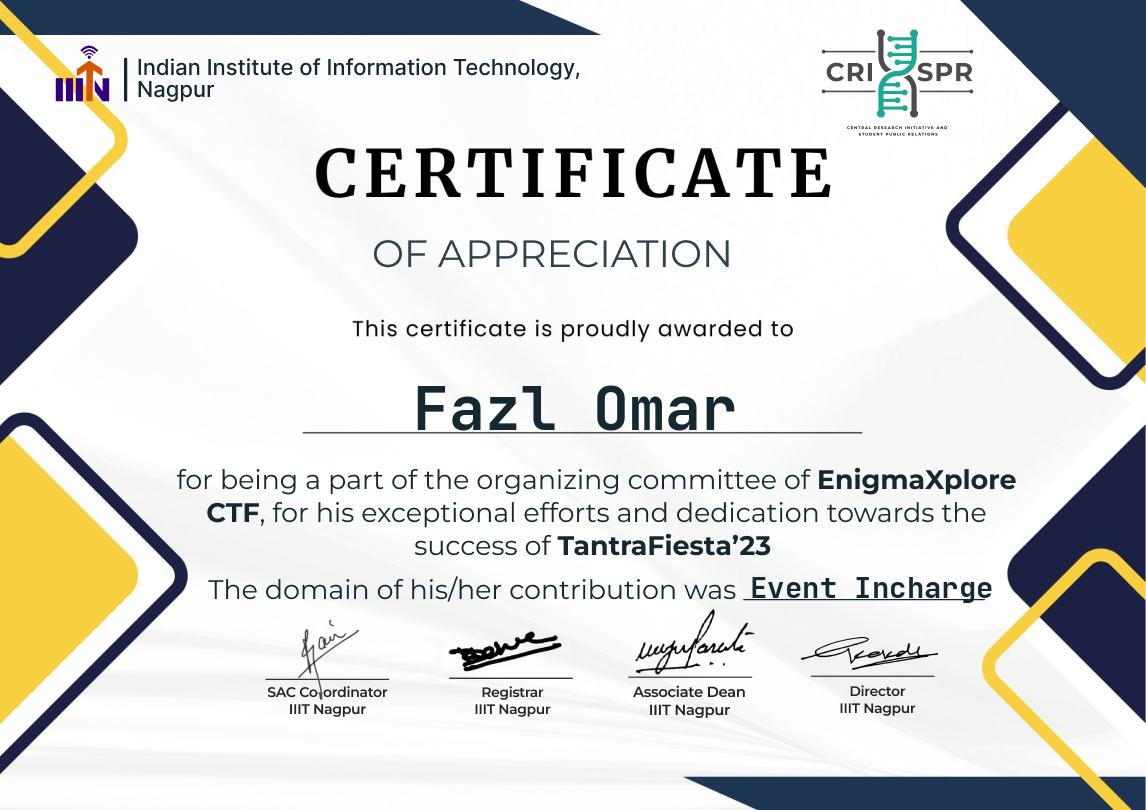 IIITN
Indian Institute of Information Technology,
Nagpur
CRISPR
CENTRAL RESEARCH INITIATIVE AND
STUDENT PUBLIC RELATIONS
CERTIFICATE
OF APPRECIATION
This certificate is proudly awarded to
Fazl Omar
for being a part of the organizing committee of EnigmaXplore
CTF, for his exceptional efforts and dedication towards the
success of TantraFiesta’23
The domain of his/her contribution was Event Incharge
SAC Coordinator
IIIT Nagpur
Registrar
IIIT Nagpur
Associate Dean
IIIT Nagpur
Director
IIIT Nagpur